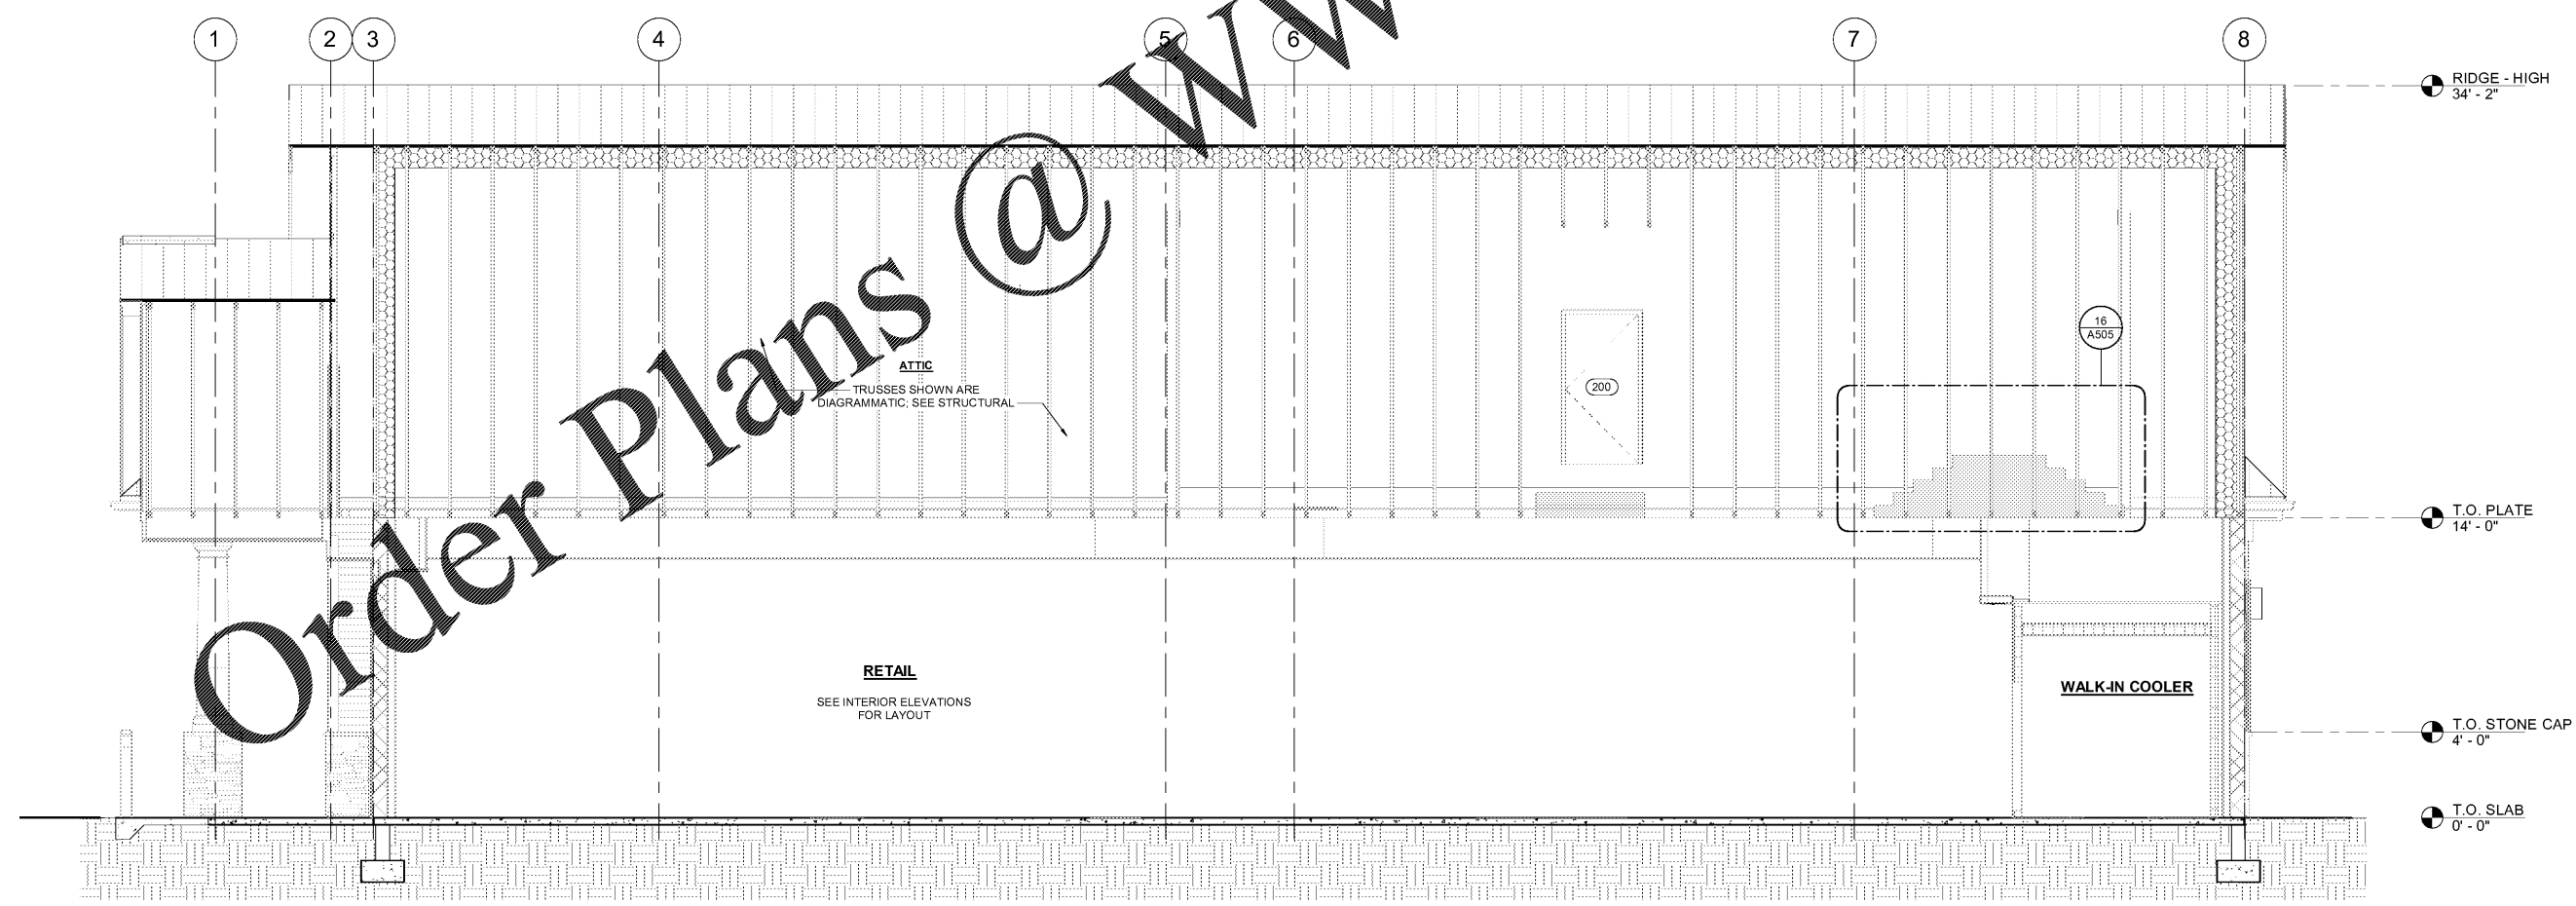 1 2 3 4 5 6 7 8
RIDGE - HIGH
34' - 2"
16
A505
ATTIC
TRUSSES SHOWN ARE
DIAGRAMMATIC; SEE STRUCTURAL
200
T.O. PLATE
14' - 0"
RETAIL
SEE INTERIOR ELEVATIONS
FOR LAYOUT
WALK-IN COOLER
T.O. STONE CAP
4' - 0"
T.O. SLAB
0' - 0"
Order Plans @ ww